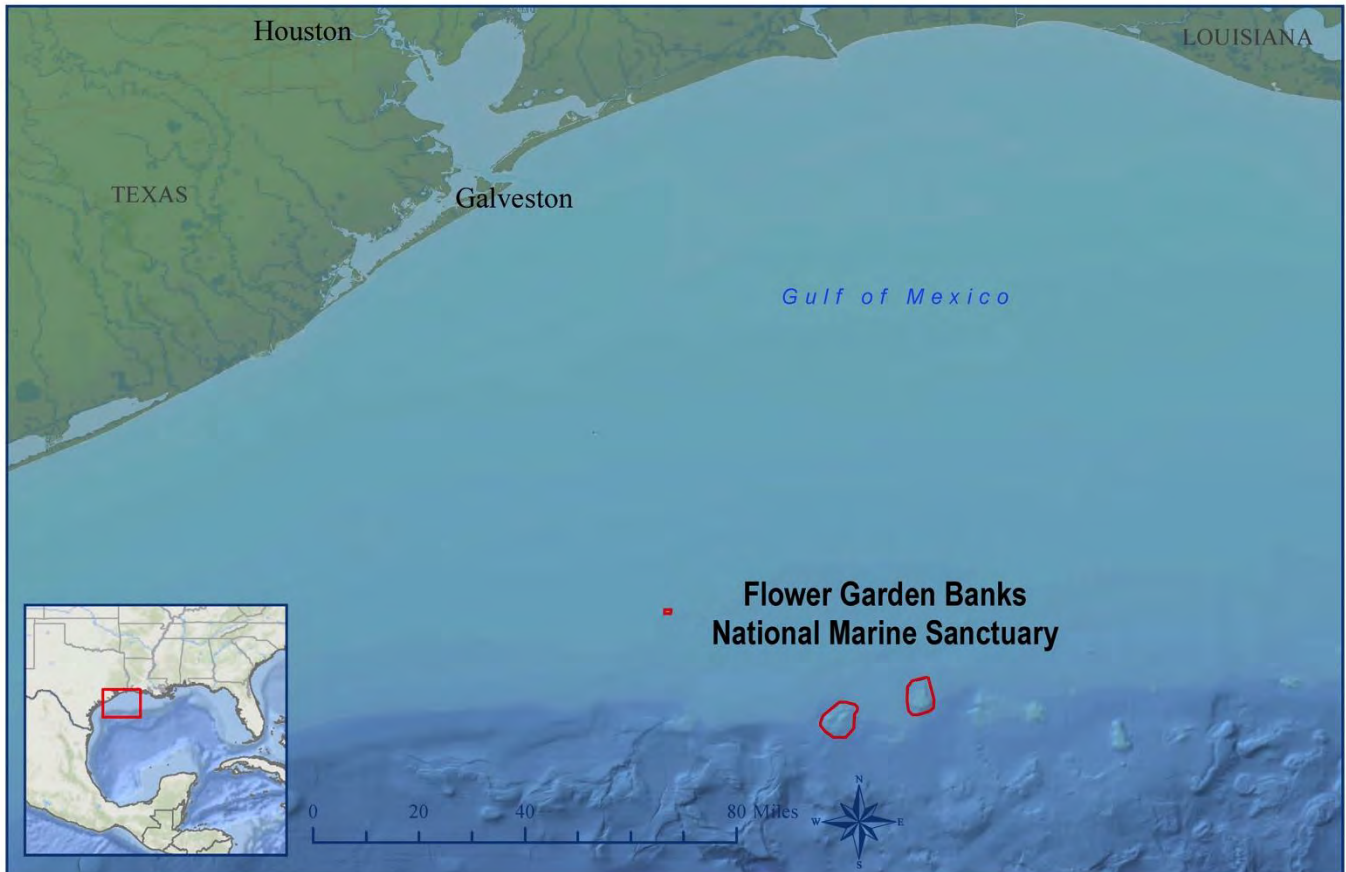 Houston
LOUISIANA
TEXAS
Galveston
Gulf of Mexico
Flower Garden Banks
National Marine Sanctuary
0 20 40 80 Miles
N
W E
S